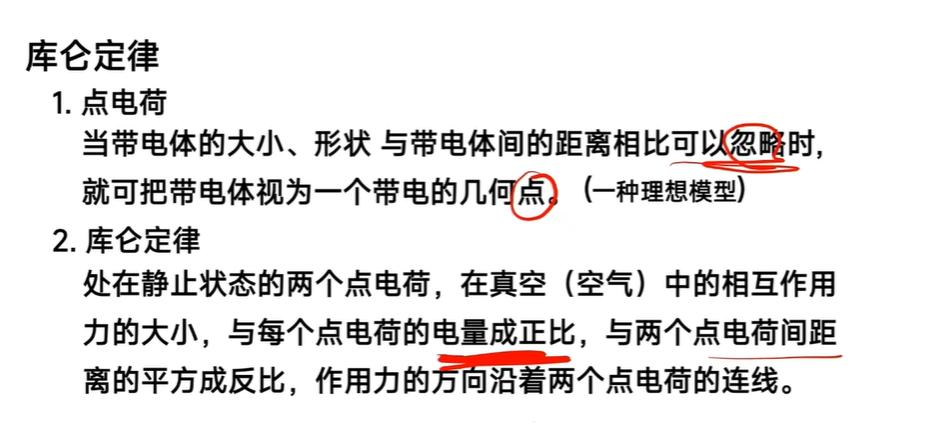 库仑定律
1. 点电荷
当带电体的大小、形状 与带电体间的距离相比可以忽略时，
就可把带电体视为一个带电的几何点。（一种理想模型）
2. 库仑定律
处在静止状态的两个点电荷，在真空（空气）中的相互作用
力的大小，与每个点电荷的电量成正比，与两个点电荷间距
离的平方成反比，作用力的方向沿着两个点电荷的连线。